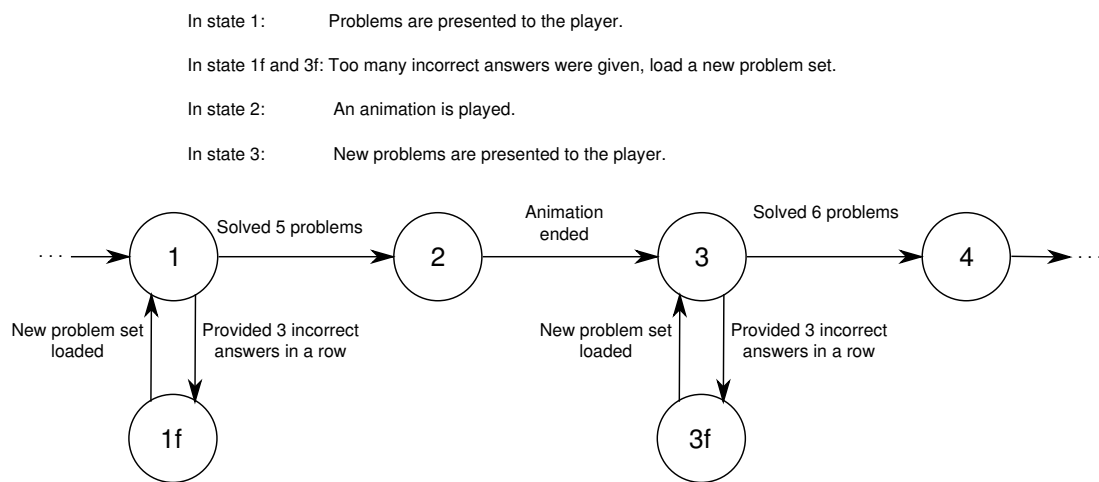 In state 1: Problems are presented to the player.
In state 1f and 3f: Too many incorrect answers were given, load a new problem set.
In state 2: An animation is played.
In state 3: New problems are presented to the player.
· · ·
1
Solved 5 problems
2
Animation
ended
3
Solved 6 problems
4
· · ·
New problem set
loaded
Provided 3 incorrect
answers in a row
New problem set
loaded
Provided 3 incorrect
answers in a row
1f
3f